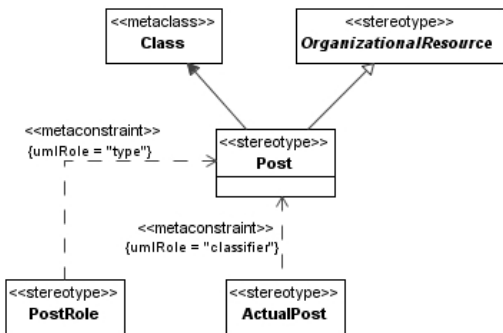 <<metaclass>>
Class
<<stereotype>>
OrganizationalResource
<<metaconstraint>>
{umlRole = "type"}
<<stereotype>>
Post
<<metaconstraint>>
{umlRole = "classifier"}
<<stereotype>>
PostRole
<<stereotype>>
ActualPost